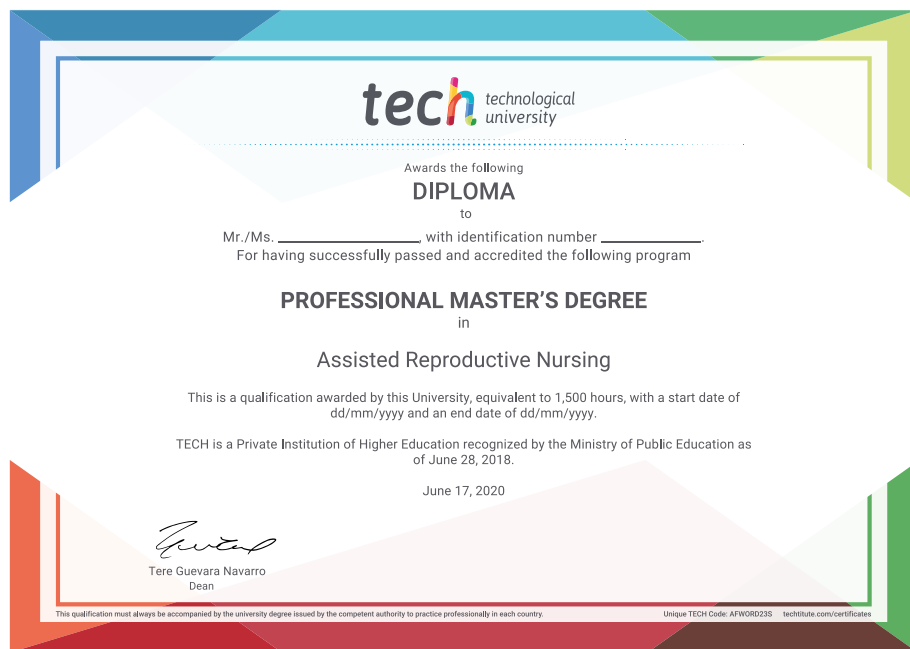 tech technological
university
Awards the following
DIPLOMA
to
Mr./Ms. ____________________, with identification number ______________.
For having successfully passed and accredited the following program
PROFESSIONAL MASTER’S DEGREE
in
Assisted Reproductive Nursing
This is a qualification awarded by this University, equivalent to 1,500 hours, with a start date of
dd/mm/yyyy and an end date of dd/mm/yyyy.
TECH is a Private Institution of Higher Education recognized by the Ministry of Public Education as
of June 28, 2018.
June 17, 2020
Tere Guevara Navarro
Dean
This qualification must always be accompanied by the university degree issued by the competent authority to practice professionally in each country.
Unique TECH Code: AFWORD23S techtitute.com/certificates